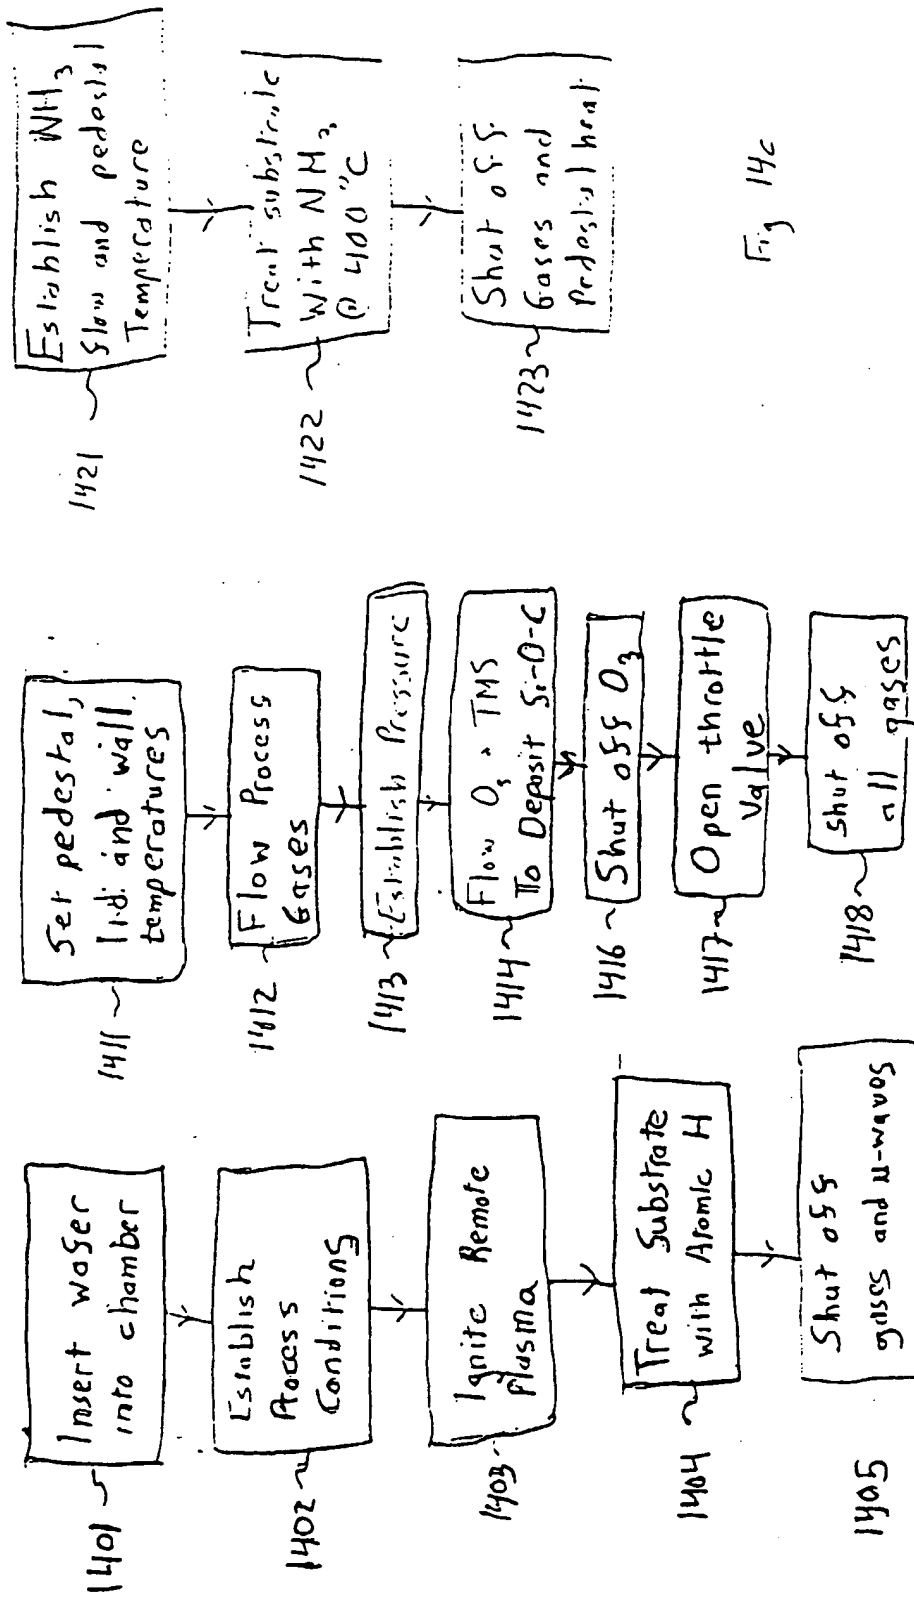 1401
Insert wafer
into chamber
1402
Establish
Process
Conditions
1403
Ignite Remote
Plasma
1404
Treat Substrate
with Atomic H
1405
Shut off
gases and μ-waves
1411
Set pedestal,
lid and wall
temperatures
1412
Flow Process
Gases
1413
Establish Pressure
1414
Flow O₃ + TMS
To Deposit Si-O-C
1416
Shut off O₃
1417
Open throttle
Valve
1418
Shut off
all gases
1421
Establish NH₃
flow and pedestal
Temperature
1422
Treat substrate
With NH₃
@ 400°C
1423
Shut off
Gases and
Pedestal heat
Fig 14c